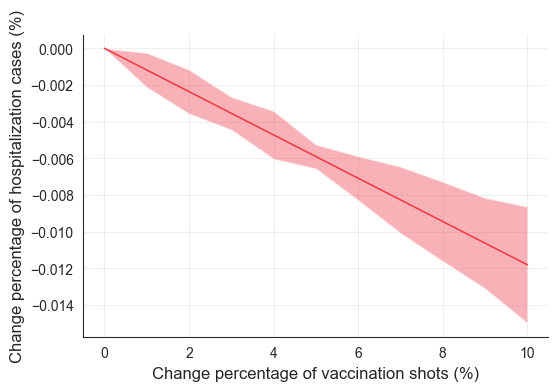 Change percentage of hospitalization cases (%)
0.000
−0.002
−0.004
−0.006
−0.008
−0.010
−0.012
−0.014
0 2 4 6 8 10
Change percentage of vaccination shots (%)